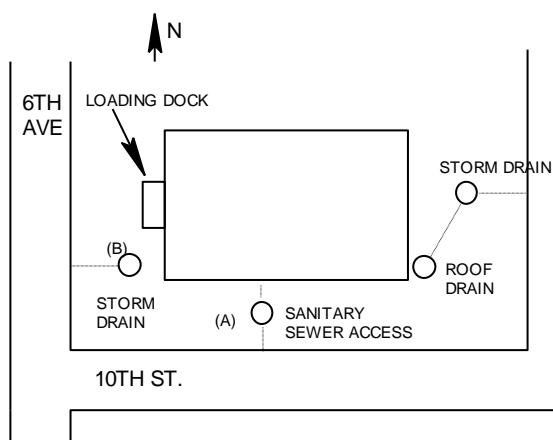 N
6TH
AVE
LOADING DOCK
STORM DRAIN
(B)
ROOF
DRAIN
STORM
DRAIN
(A)
SANITARY
SEWER ACCESS
10TH ST.